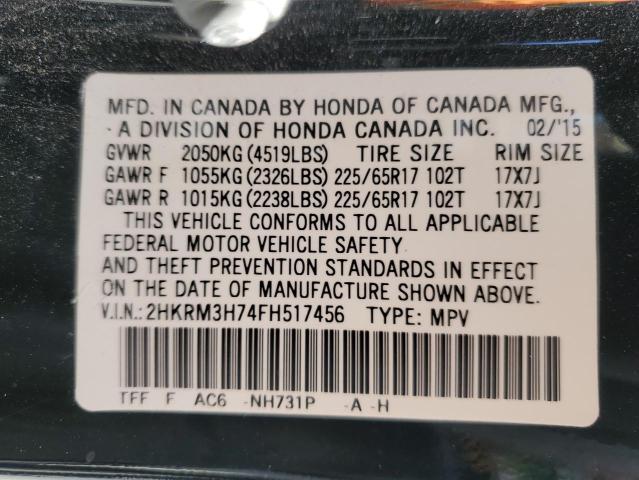 MFD. IN CANADA BY HONDA OF CANADA MFG.,
A DIVISION OF HONDA CANADA INC. 02/'15
GVWR 2050KG (4519LBS) TIRE SIZE RIM SIZE
GAWR F 1055KG (2326LBS) 225/65R17 102T 17X7J
GAWR R 1015KG (2238LBS) 225/65R17 102T 17X7J
THIS VEHICLE CONFORMS TO ALL APPLICABLE
FEDERAL MOTOR VEHICLE SAFETY
AND THEFT PREVENTION STANDARDS IN EFFECT
ON THE DATE OF MANUFACTURE SHOWN ABOVE.
V.I.N.: 2HKRM3H74FH517456 TYPE: MPV
TFF F AC6 -NH731P -A -H